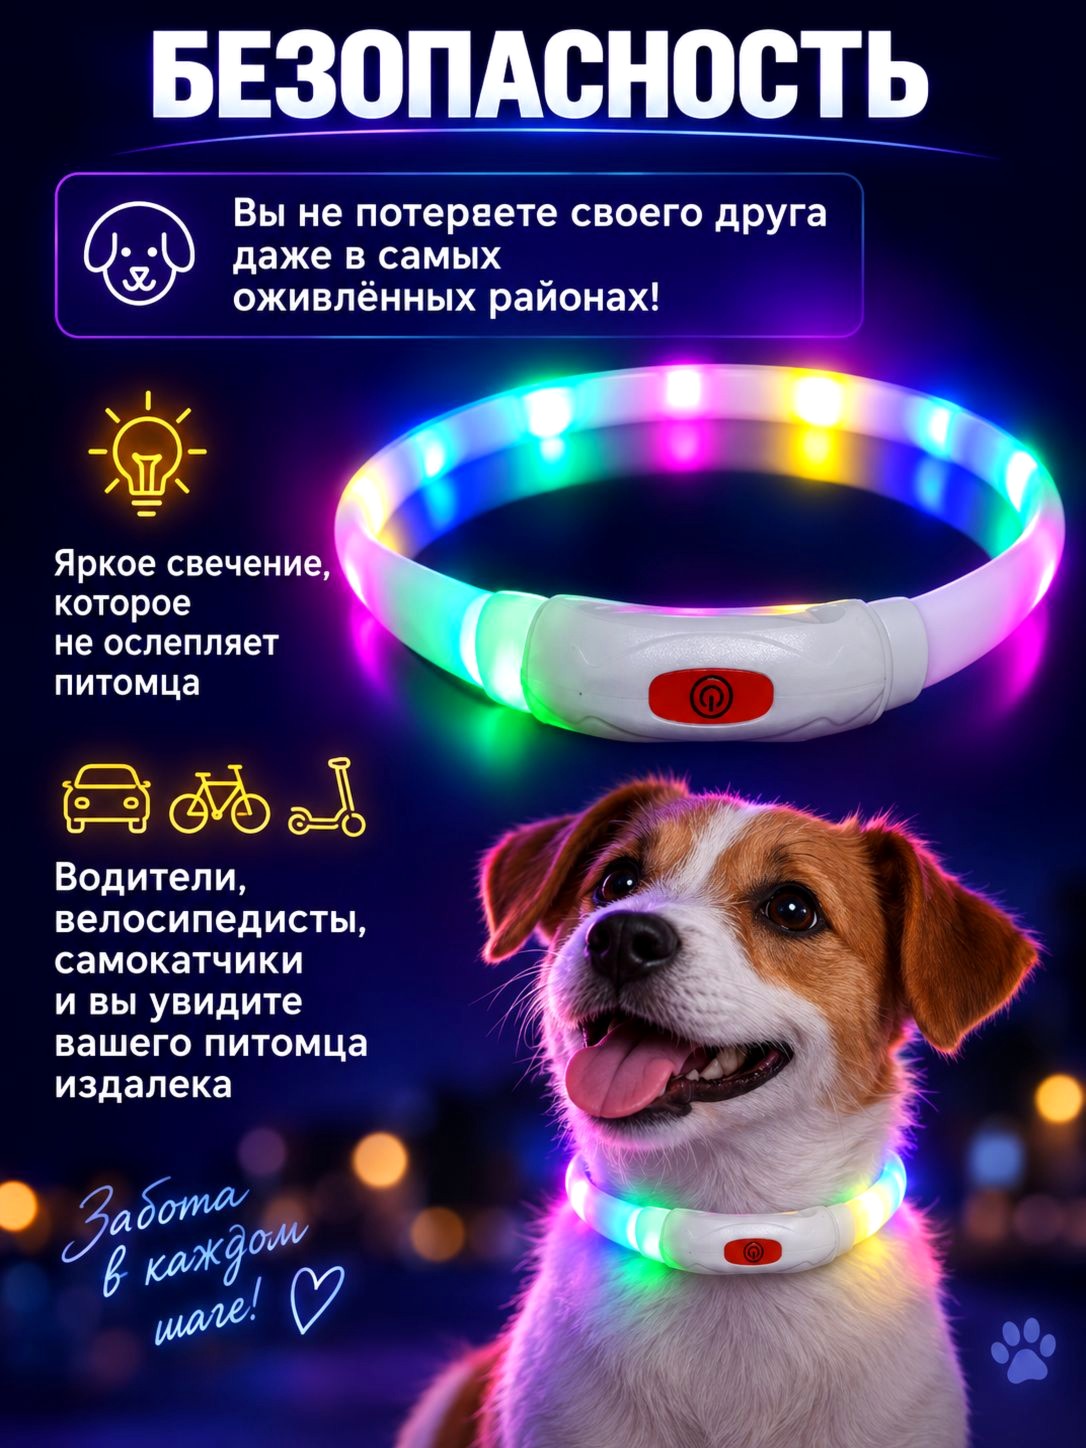 БЕЗОПАСНОСТЬ
Вы не потеряете своего друга
даже в самых
оживлённых районах!
Яркое свечение,
которое
не ослепляет
питомца
Водители,
велосипедисты,
самокатчики
и вы увидите
вашего питомца
издалека
Забота
в каждом
шаге!